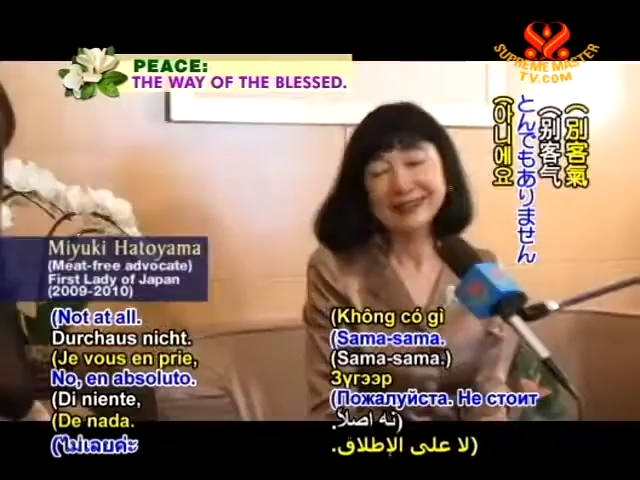 SUPREME MASTER
TV.COM
PEACE:
THE WAY OF THE BLESSED.
(別客氣
(别客气
とんでもありません
(아니에요
Miyuki Hatoyama
(Meat-free advocate)
First Lady of Japan
(2009-2010)
(Not at all.
Durchaus nicht.
(Je vous en prie,
No, en absoluto.
(Di niente,
(De nada.
(ไม่เลยค่ะ
(Không có gì
(Sama-sama.
(Sama-sama.)
Зүгээр
(Пожалуйста. Не стоит
(نه اصلاً.
(لا على الإطلاق.